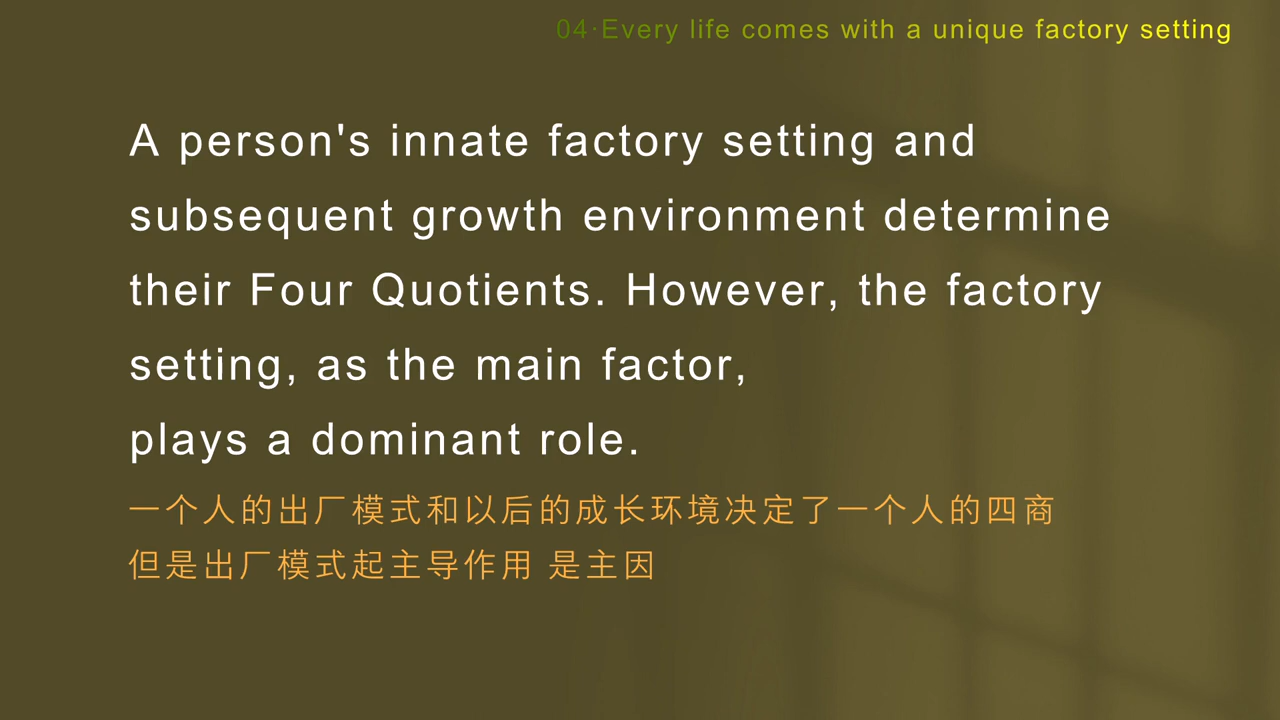 04·Every life comes with a unique factory setting
A person's innate factory setting and
subsequent growth environment determine
their Four Quotients. However, the factory
setting, as the main factor,
plays a dominant role.
一个人的出厂模式和以后的成长环境决定了一个人的四商
但是出厂模式起主导作用 是主因